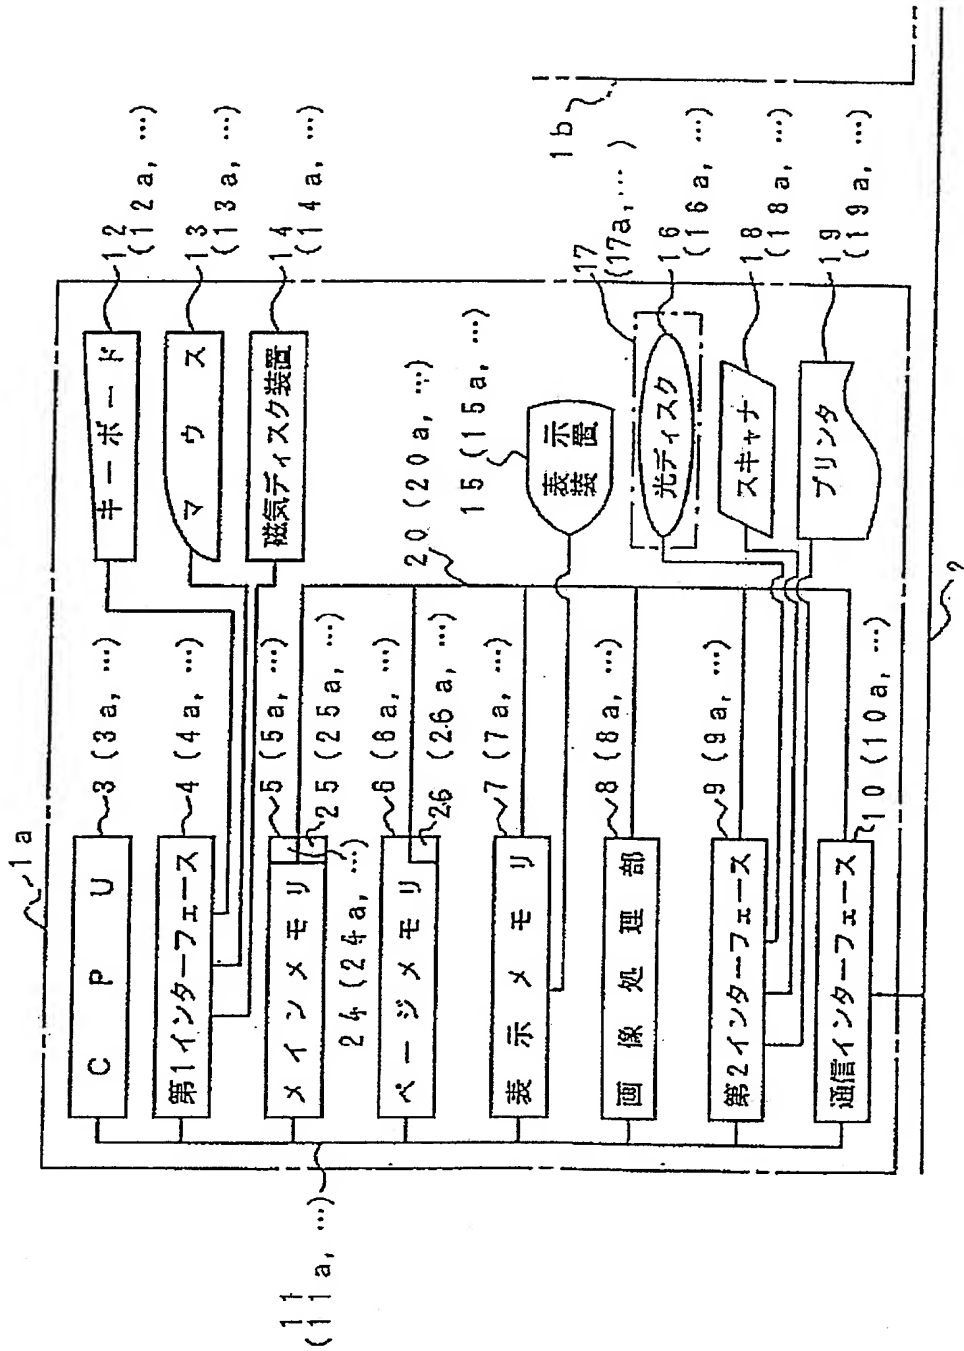 1a
CPU
3 (3a, …)
第1インターフェース
4 (4a, …)
メインメモリ
5 (5a, …)
25 (25a, …)
24 (24a, …)
ページメモリ
6 (6a, …)
26 (26a, …)
表示メモリ
7 (7a, …)
画像処理部
8 (8a, …)
第2インターフェース
9 (9a, …)
通信インターフェース
10 (10a, …)
11
(11a, …)
キーボード
12
(12a, …)
マウス
13
(13a, …)
磁気ディスク装置
14
(14a, …)
20 (20a, …)
15 (15a, …)
表示
装置
17
(17a, …)
光ディスク
16
(16a, …)
スキャナ
18
(18a, …)
プリンタ
19
(19a, …)
1b
2